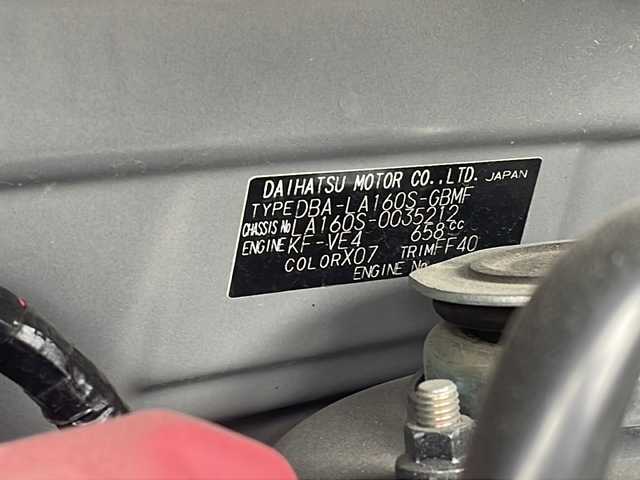 DAIHATSU MOTOR CO.,LTD. JAPAN
TYPE DBA-LA160S-GBMF
CHASSIS No LA160S-0035212
ENGINE KF-VE4 658cc
COLOR X07 TRIM FF40
ENGINE No.